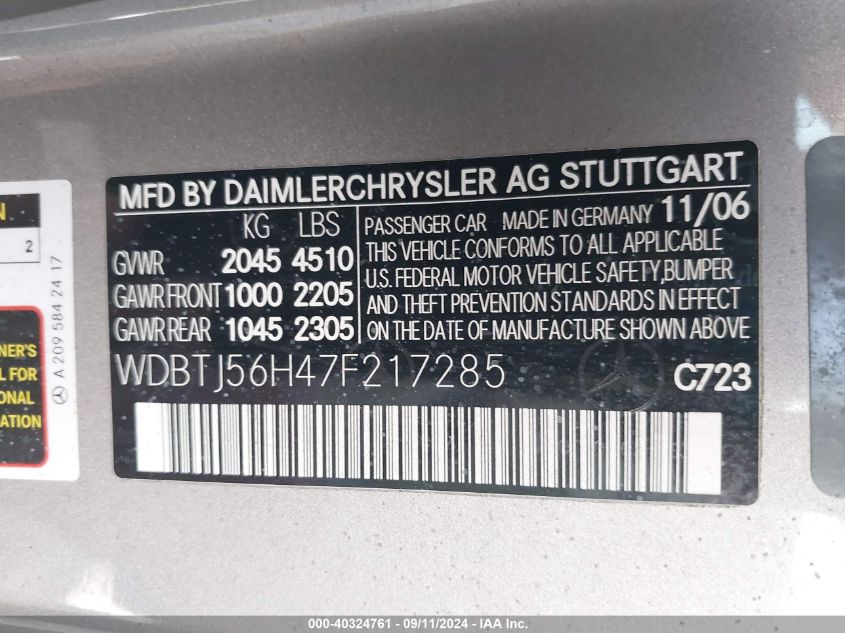 MFD BY DAIMLERCHRYSLER AG STUTTGART
KG LBS
GVWR 2045 4510
GAWR FRONT 1000 2205
GAWR REAR 1045 2305
PASSENGER CAR MADE IN GERMANY 11/06
THIS VEHICLE CONFORMS TO ALL APPLICABLE
U.S. FEDERAL MOTOR VEHICLE SAFETY,BUMPER
AND THEFT PREVENTION STANDARDS IN EFFECT
ON THE DATE OF MANUFACTURE SHOWN ABOVE
WDBTJ56H47F217285
C723
N
2
NER'S
L FOR
ONAL
ATION
A 209 584 24 17
000-40324761 - 09/11/2024 - IAA Inc.